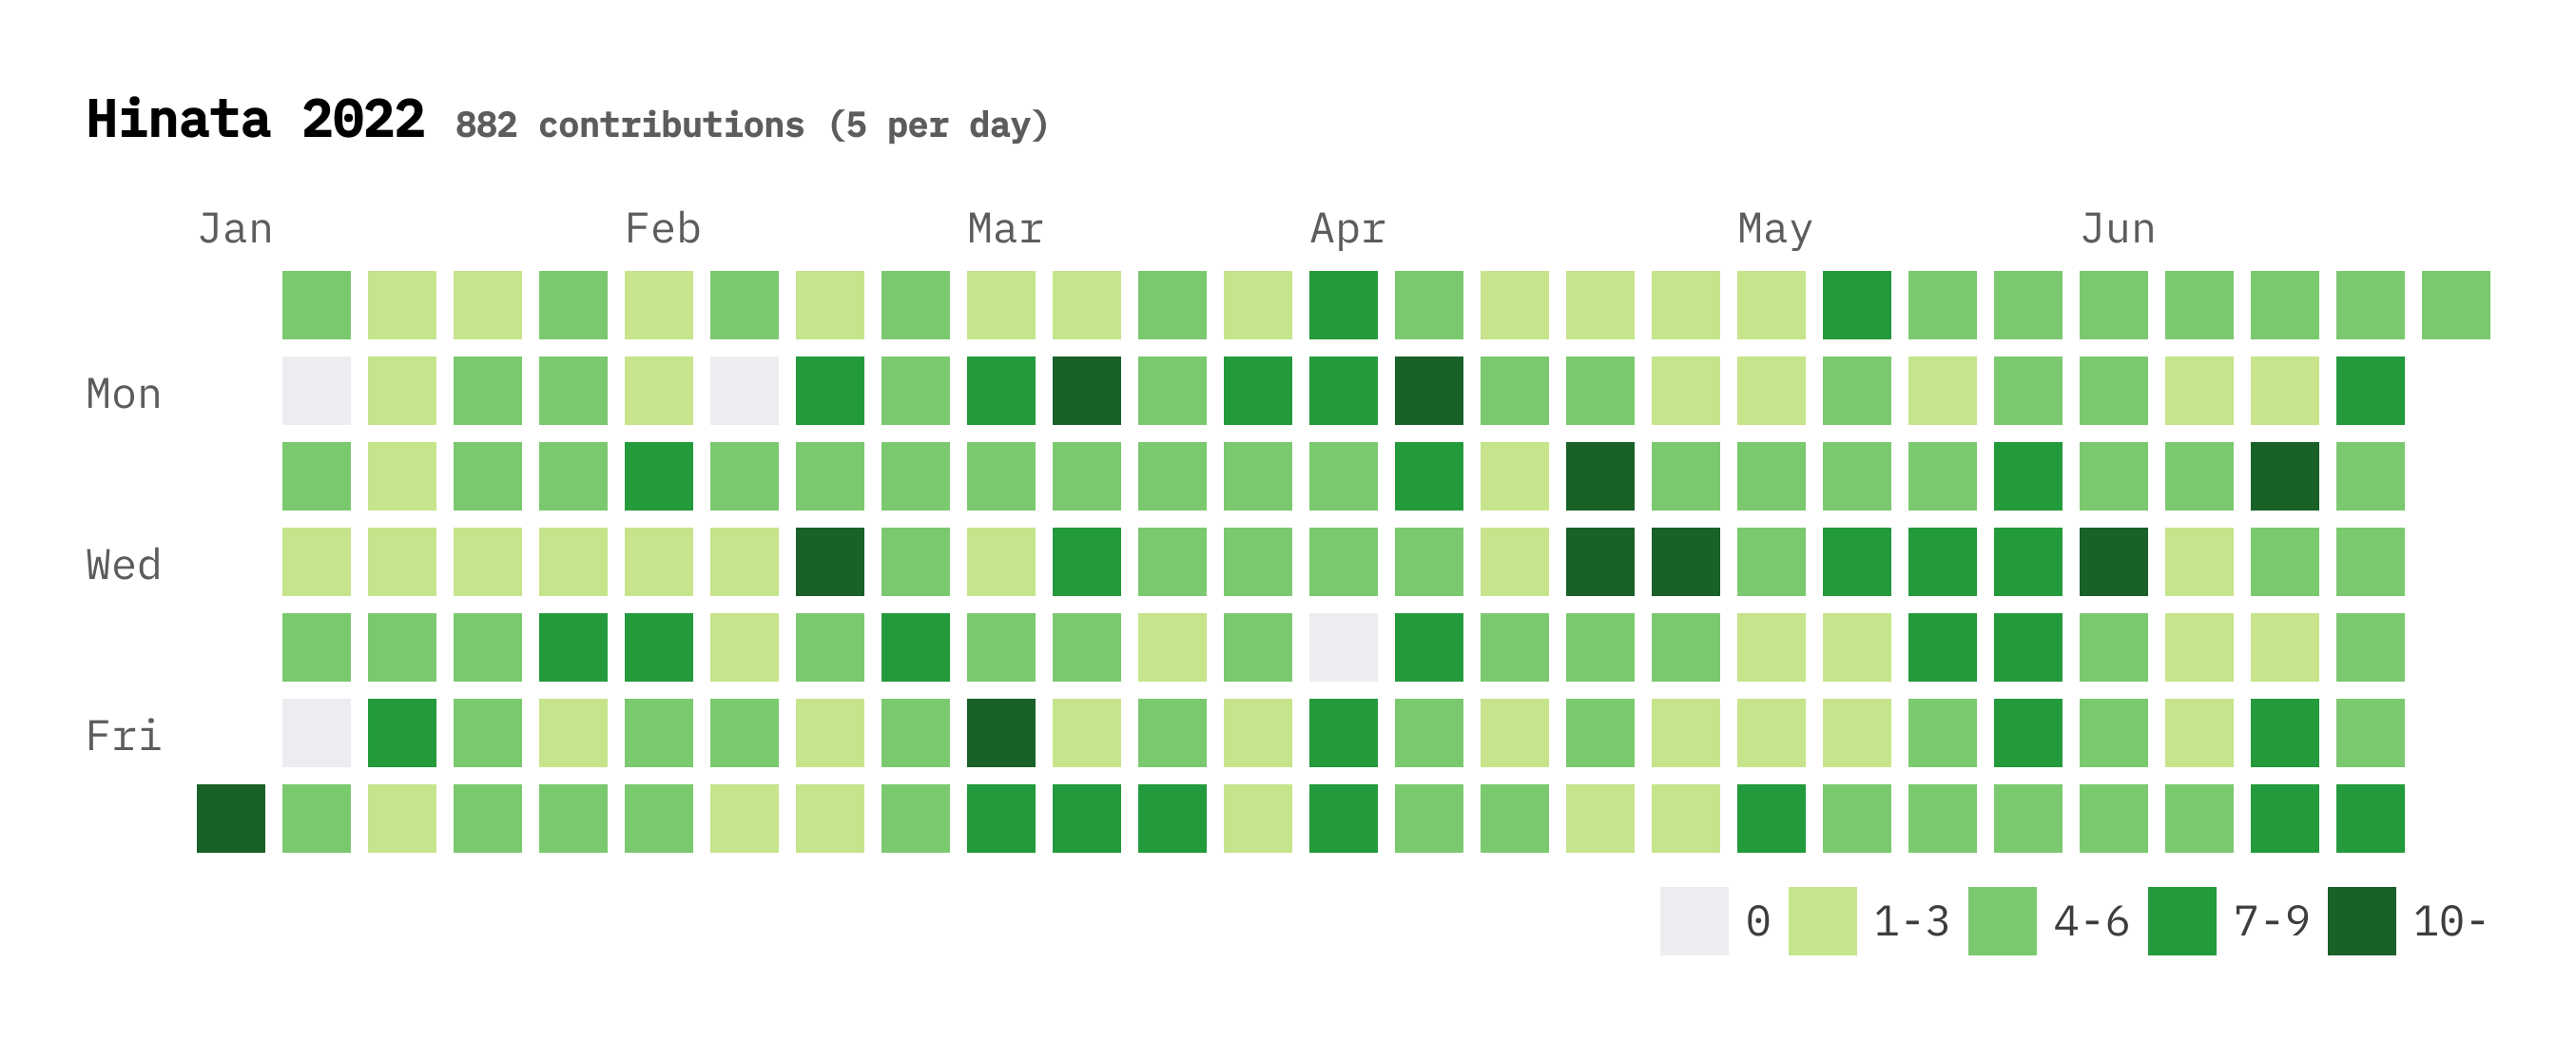 Hinata 2022 882 contributions (5 per day)
Jan Feb Mar Apr May Jun
Mon
Wed
Fri
0 1-3 4-6 7-9 10-